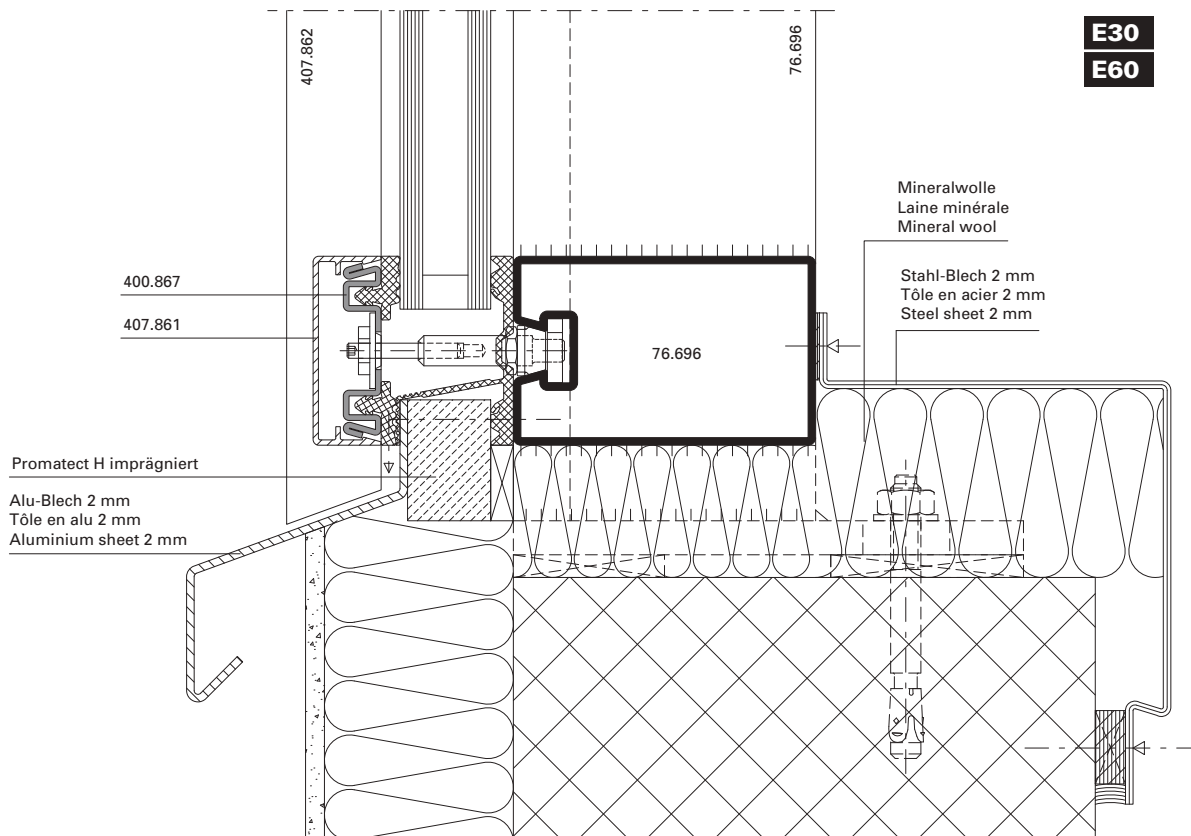 407.862
76.696
E30
E60
Mineralwolle
Laine minérale
Mineral wool
400.867
Stahl-Blech 2 mm
Tôle en acier 2 mm
Steel sheet 2 mm
407.861
76.696
Promatect H imprägniert
Alu-Blech 2 mm
Tôle en alu 2 mm
Aluminium sheet 2 mm